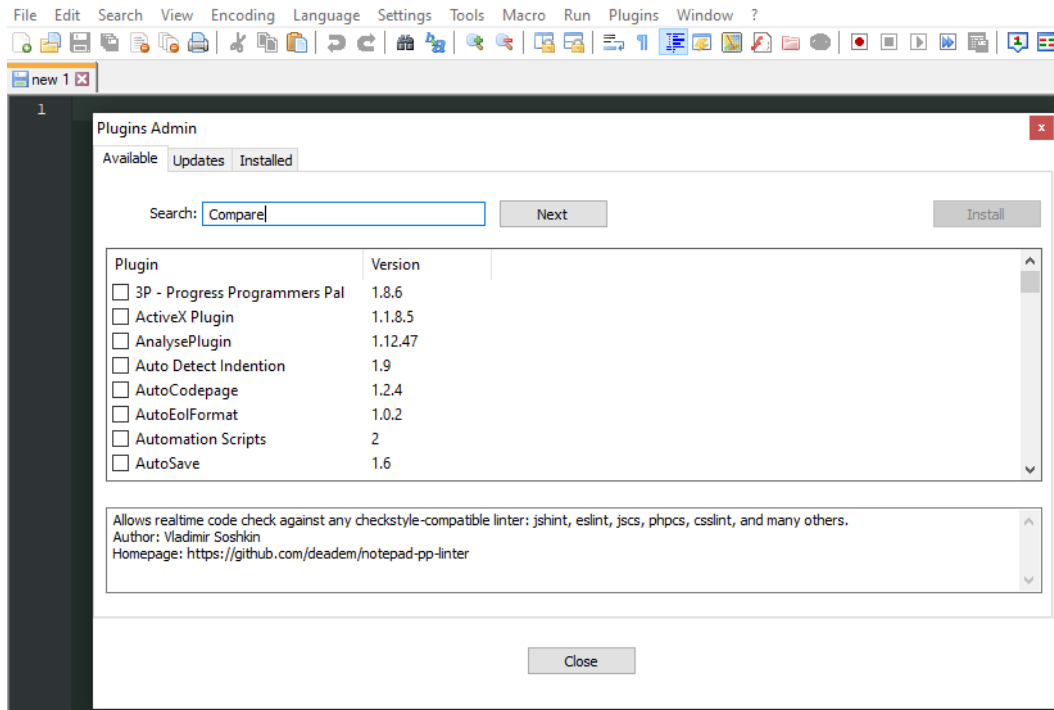 File Edit Search View Encoding Language Settings Tools Macro Run Plugins Window ?
new 1
1
Plugins Admin
Available Updates Installed
Search: Compare Next Install
Plugin Version
3P - Progress Programmers Pal 1.8.6
ActiveX Plugin 1.1.8.5
AnalysePlugin 1.12.47
Auto Detect Indention 1.9
AutoCodepage 1.2.4
AutoEolFormat 1.0.2
Automation Scripts 2
AutoSave 1.6
Allows realtime code check against any checkstyle-compatible linter: jshint, eslint, jscs, phpcs, csslint, and many others.
Author: Vladimir Soshkin
Homepage: https://github.com/deadem/notepad-pp-linter
Close